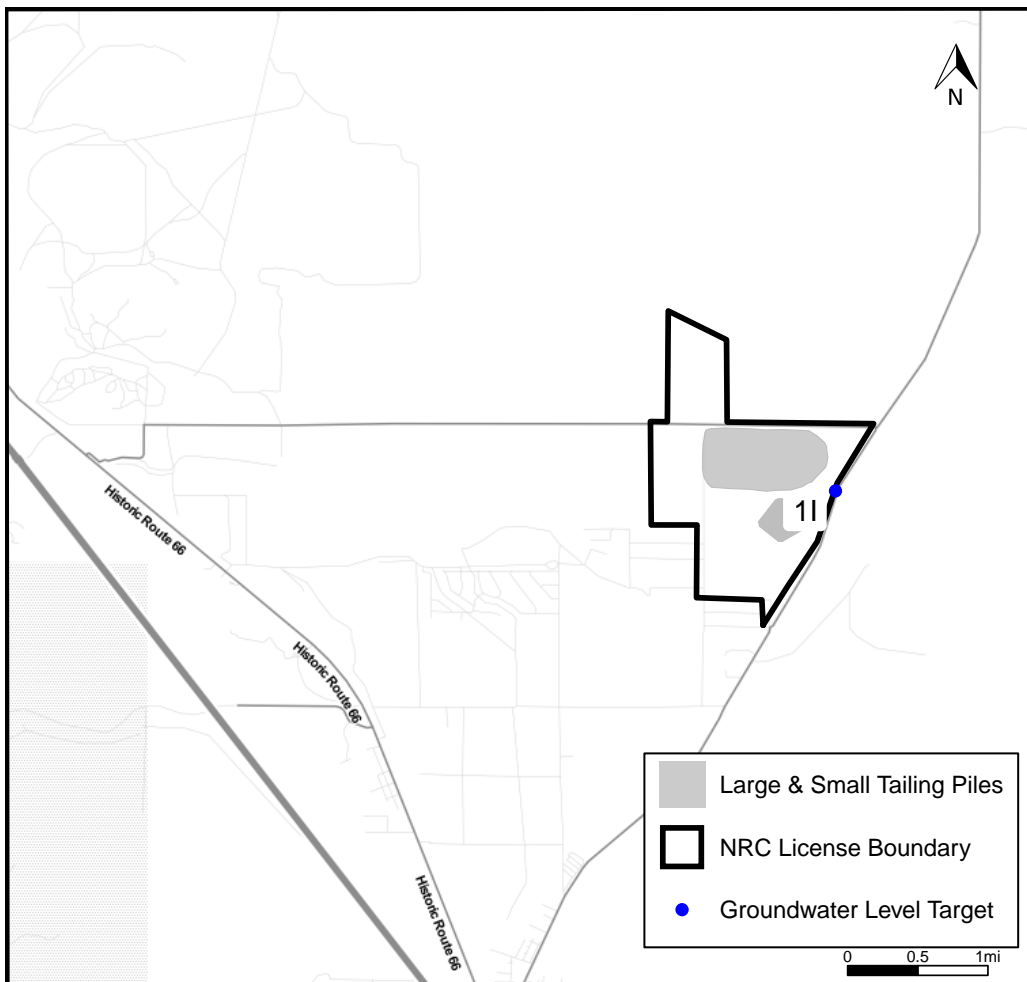 N
1I
Historic Route 66
Historic Route 66
Historic Route 66
Large & Small Tailing Piles
NRC License Boundary
Groundwater Level Target
0 0.5 1mi